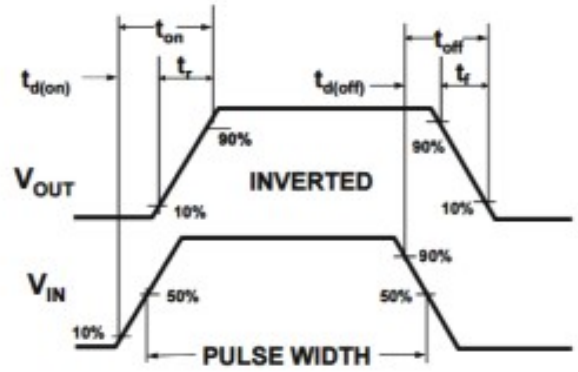 ton toff
td(on) tr td(off) tf
90% 90%
VOUT INVERTED
10% 10%
90%
VIN 50% 50%
10%
PULSE WIDTH